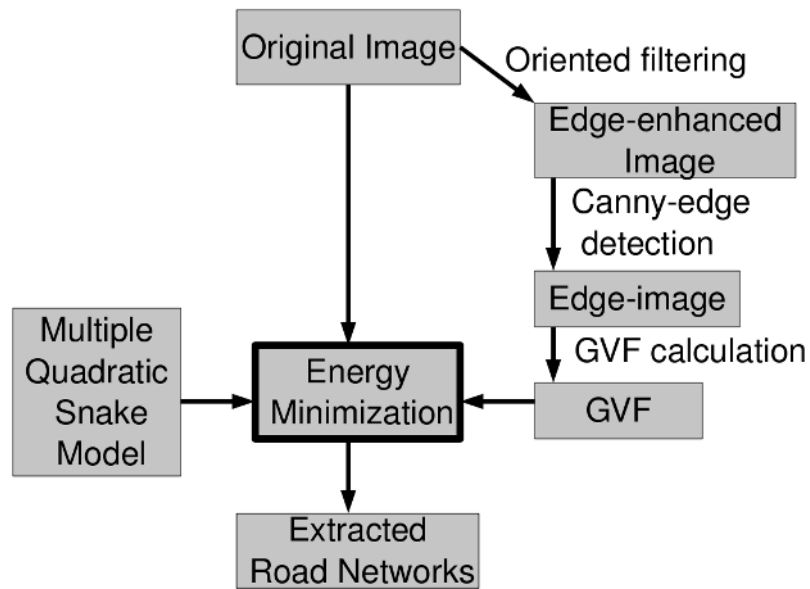 Original Image
Oriented filtering
Edge-enhanced
Image
Canny-edge
detection
Edge-image
GVF calculation
Multiple
Quadratic
Snake
Model
Energy
Minimization
GVF
Extracted
Road Networks